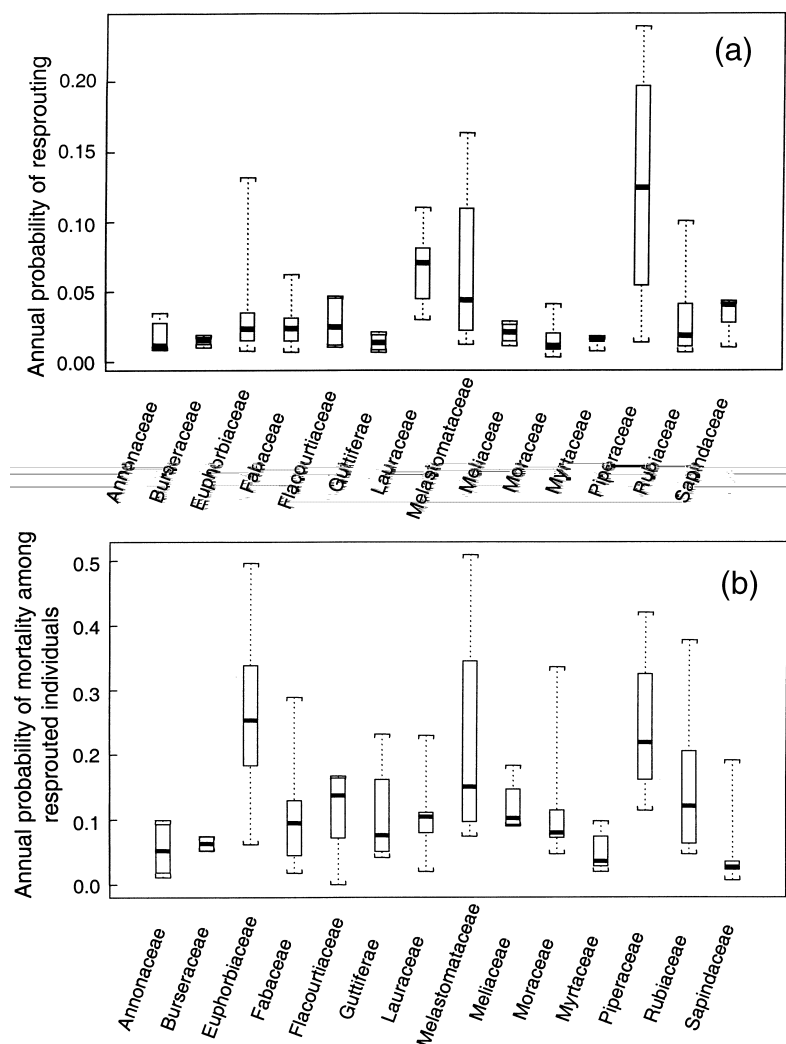 (a)
Annual probability of resprouting
0.20
0.15
0.10
0.05
0.00
Annonaceae
Burseraceae
Euphorbiaceae
Fabaceae
Flacourtiaceae
Guttiferae
Lauraceae
Melastomataceae
Meliaceae
Moraceae
Myrtaceae
Piperaceae
Rubiaceae
Sapindaceae
(b)
Annual probability of mortality among
resprouted individuals
0.5
0.4
0.3
0.2
0.1
0.0
Annonaceae
Burseraceae
Euphorbiaceae
Fabaceae
Flacourtiaceae
Guttiferae
Lauraceae
Melastomataceae
Meliaceae
Moraceae
Myrtaceae
Piperaceae
Rubiaceae
Sapindaceae